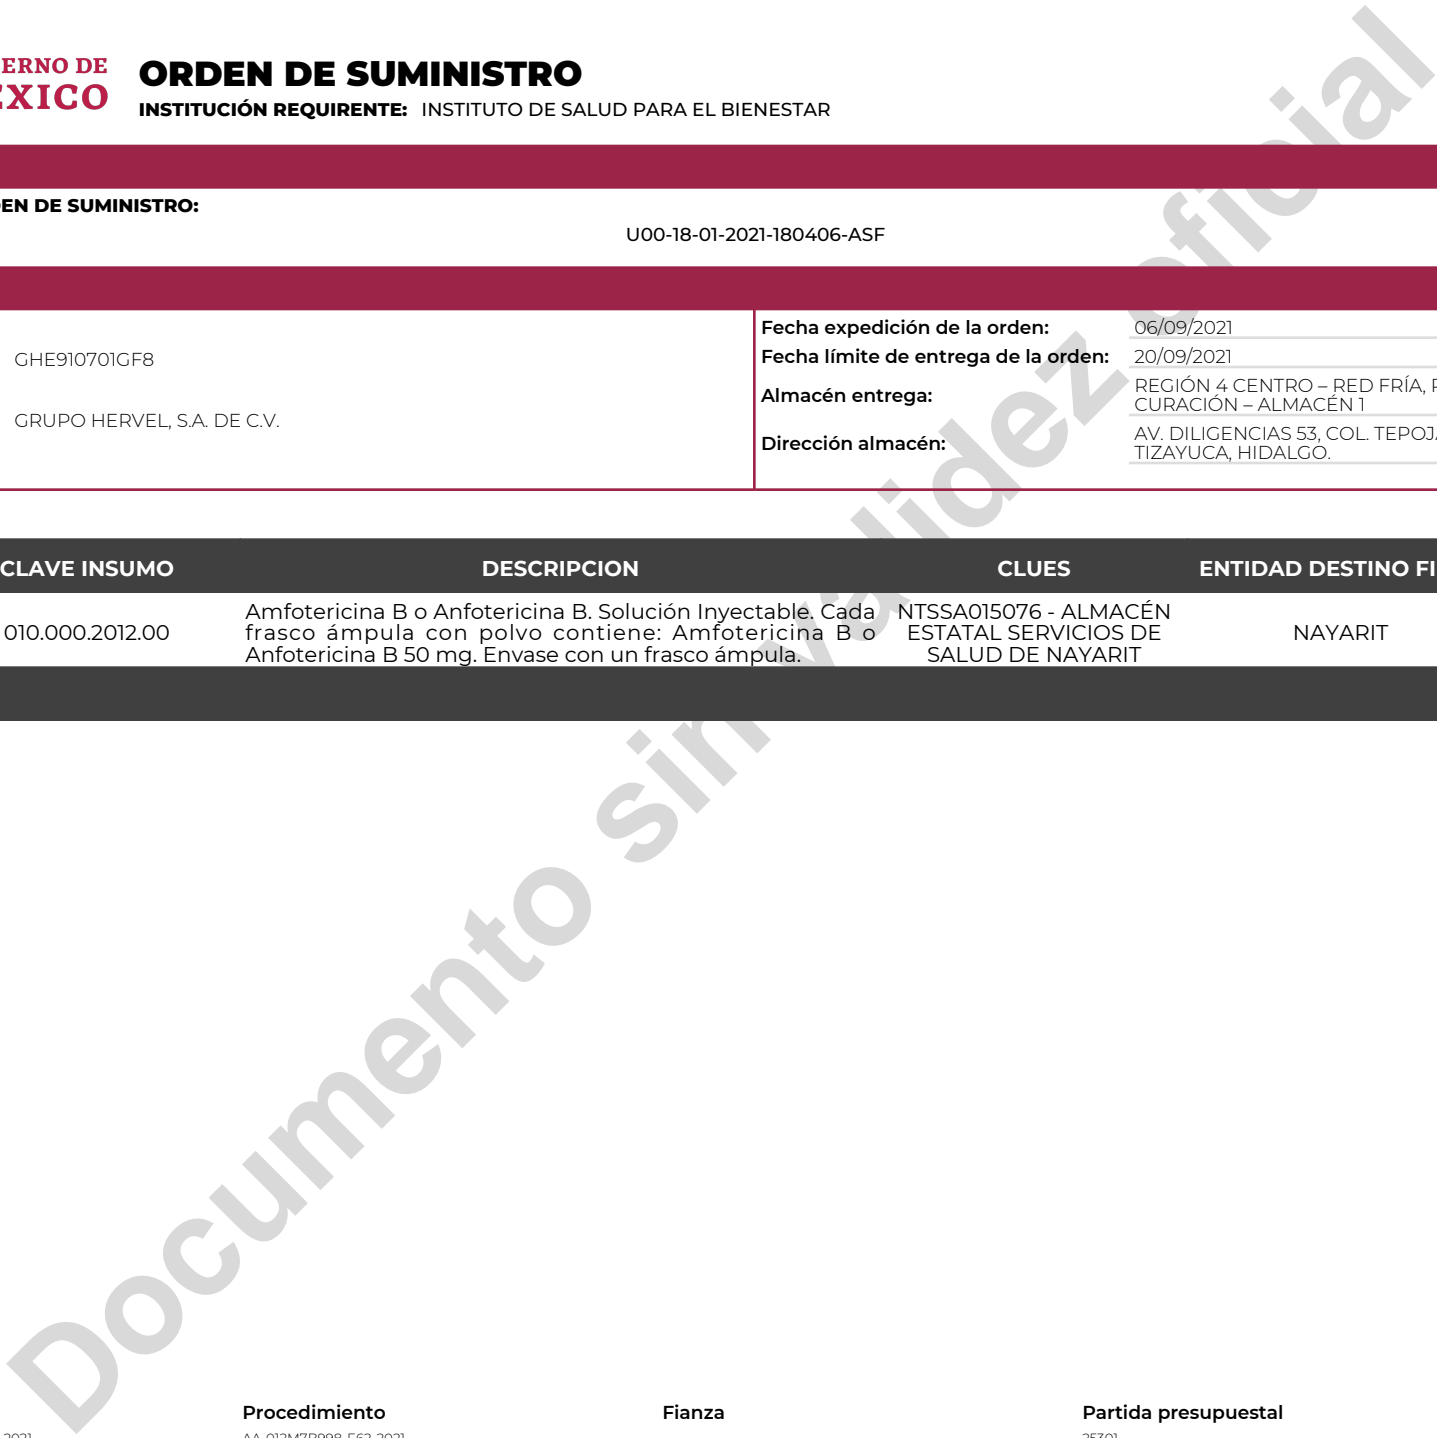 ERNO DE
ÉXICO
ORDEN DE SUMINISTRO
INSTITUCIÓN REQUIRENTE: INSTITUTO DE SALUD PARA EL BIENESTAR
EN DE SUMINISTRO:
U00-18-01-2021-180406-ASF
GHE910701GF8
GRUPO HERVEL, S.A. DE C.V.
Fecha expedición de la orden: 06/09/2021
Fecha límite de entrega de la orden: 20/09/2021
Almacén entrega: REGIÓN 4 CENTRO – RED FRÍA,
CURACIÓN – ALMACÉN 1
Dirección almacén: AV. DILIGENCIAS 53, COL. TEPOJA
TIZAYUCA, HIDALGO.
CLAVE INSUMO DESCRIPCION CLUES ENTIDAD DESTINO FI
010.000.2012.00
Amfotericina B o Anfotericina B. Solución Inyectable. Cada
frasco ámpula con polvo contiene: Amfotericina B o
Anfotericina B 50 mg. Envase con un frasco ámpula.
NTSSA015076 - ALMACÉN
ESTATAL SERVICIOS DE
SALUD DE NAYARIT
NAYARIT
Documento sin validez oficial
Procedimiento Fianza Partida presupuestal